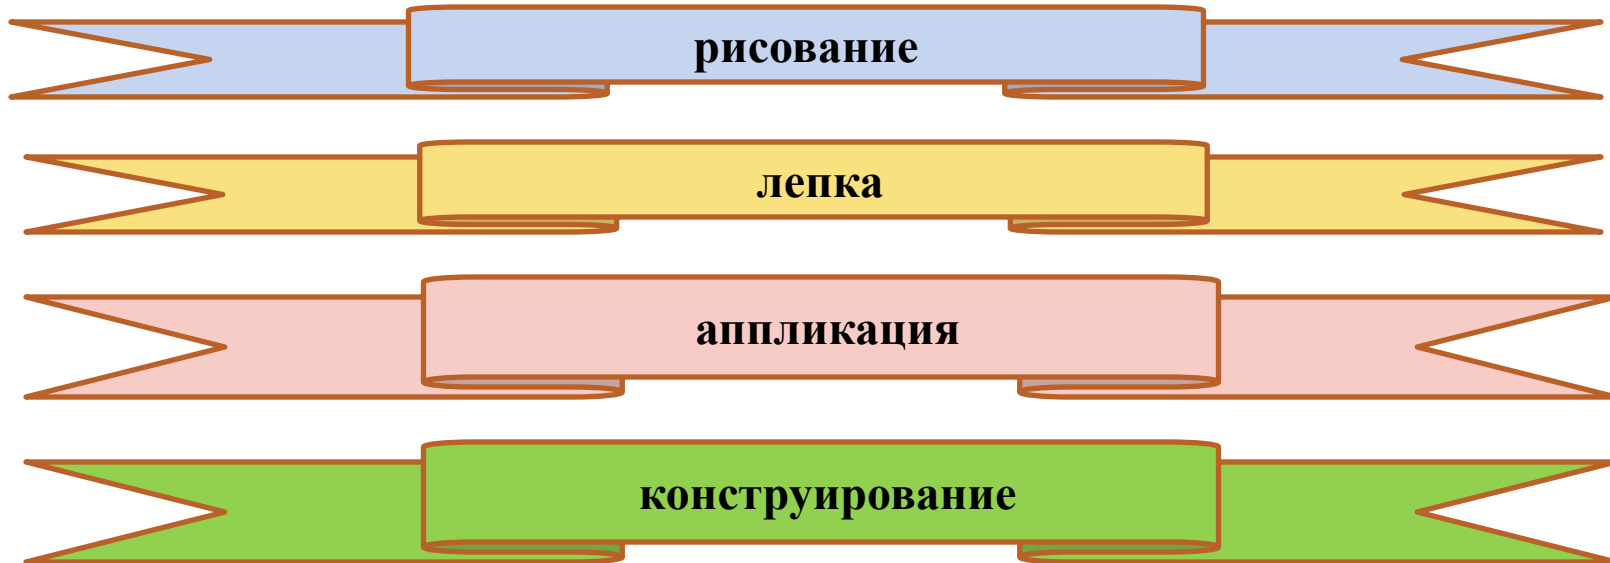 рисование
лепка
аппликация
конструирование